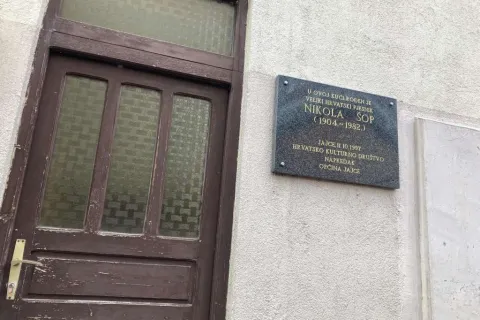 U OVOJ KUĆI ROĐEN JE
VELIKI HRVATSKI PJESNIK
NIKOLA ŠOP
(1904.-1982.)
JAJCE, 11.10.1997.
HRVATSKO KULTURNO DRUŠTVO
NAPREDAK
OPĆINA JAJCE